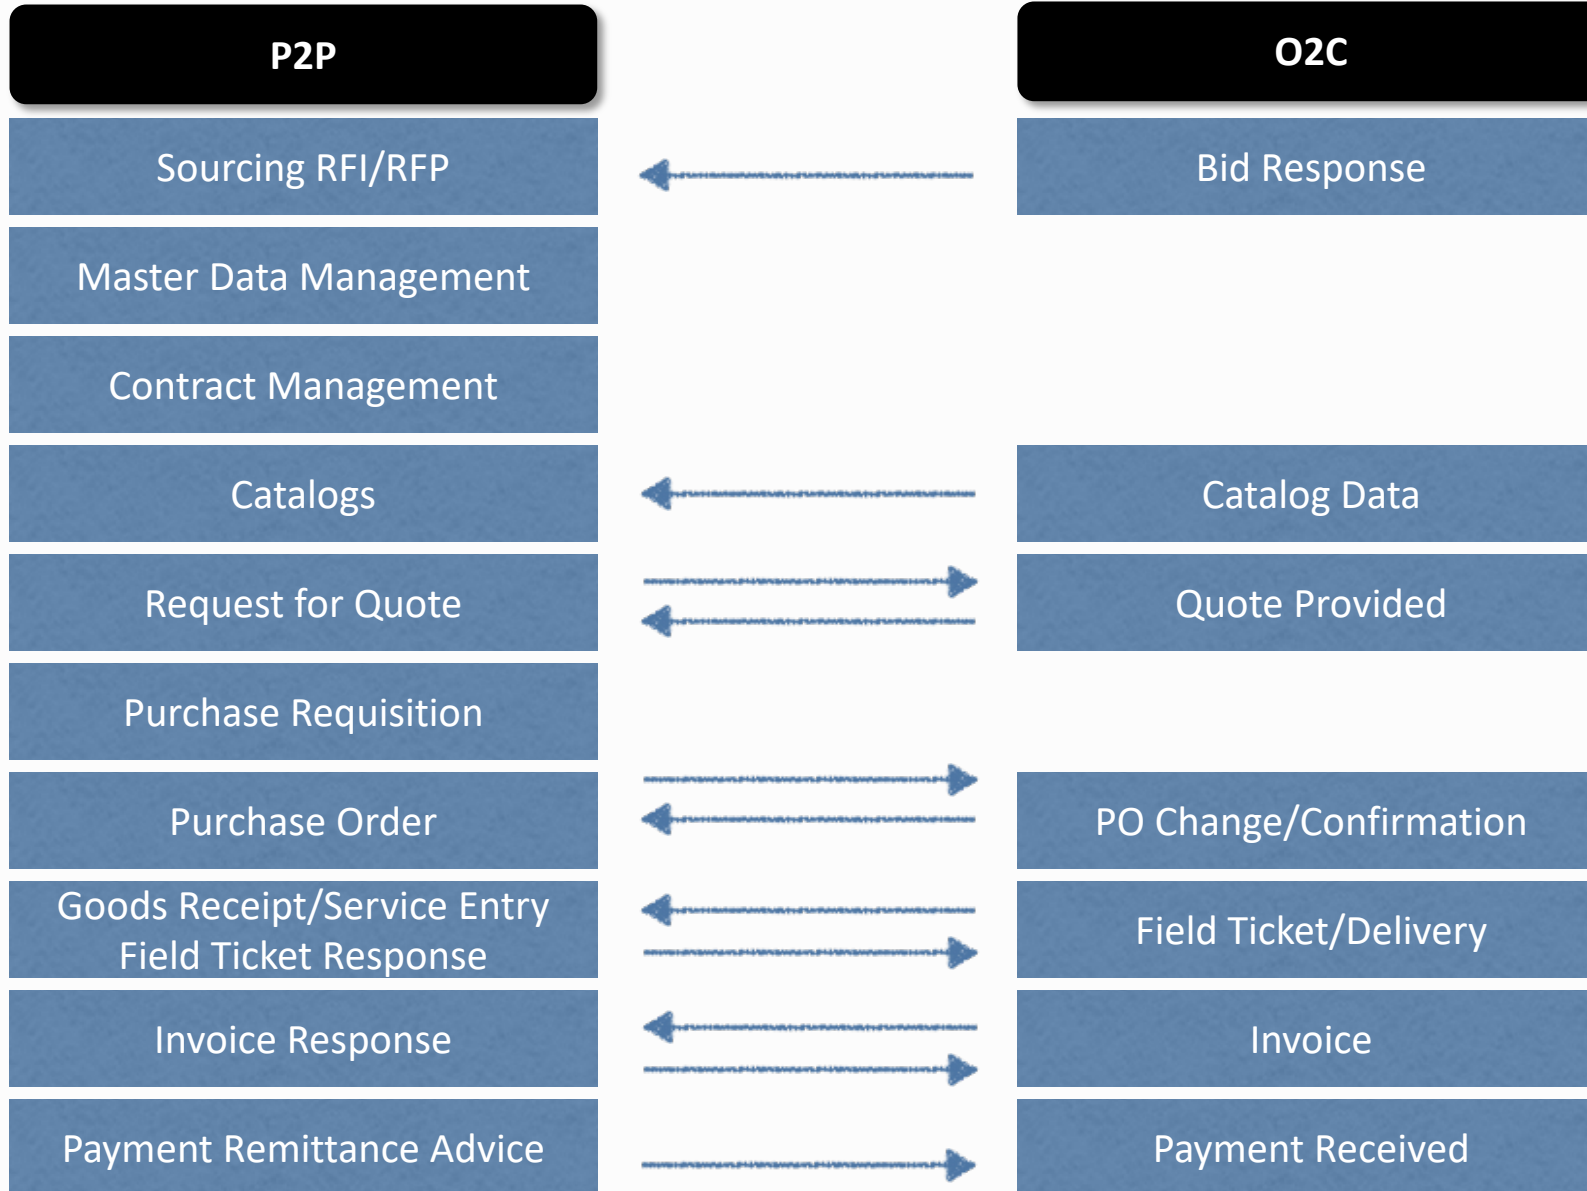 P2P
O2C
Sourcing RFI/RFP
Bid Response
Master Data Management
Contract Management
Catalogs
Catalog Data
Request for Quote
Quote Provided
Purchase Requisition
Purchase Order
PO Change/Confirmation
Goods Receipt/Service Entry
Field Ticket Response
Field Ticket/Delivery
Invoice Response
Invoice
Payment Remittance Advice
Payment Received